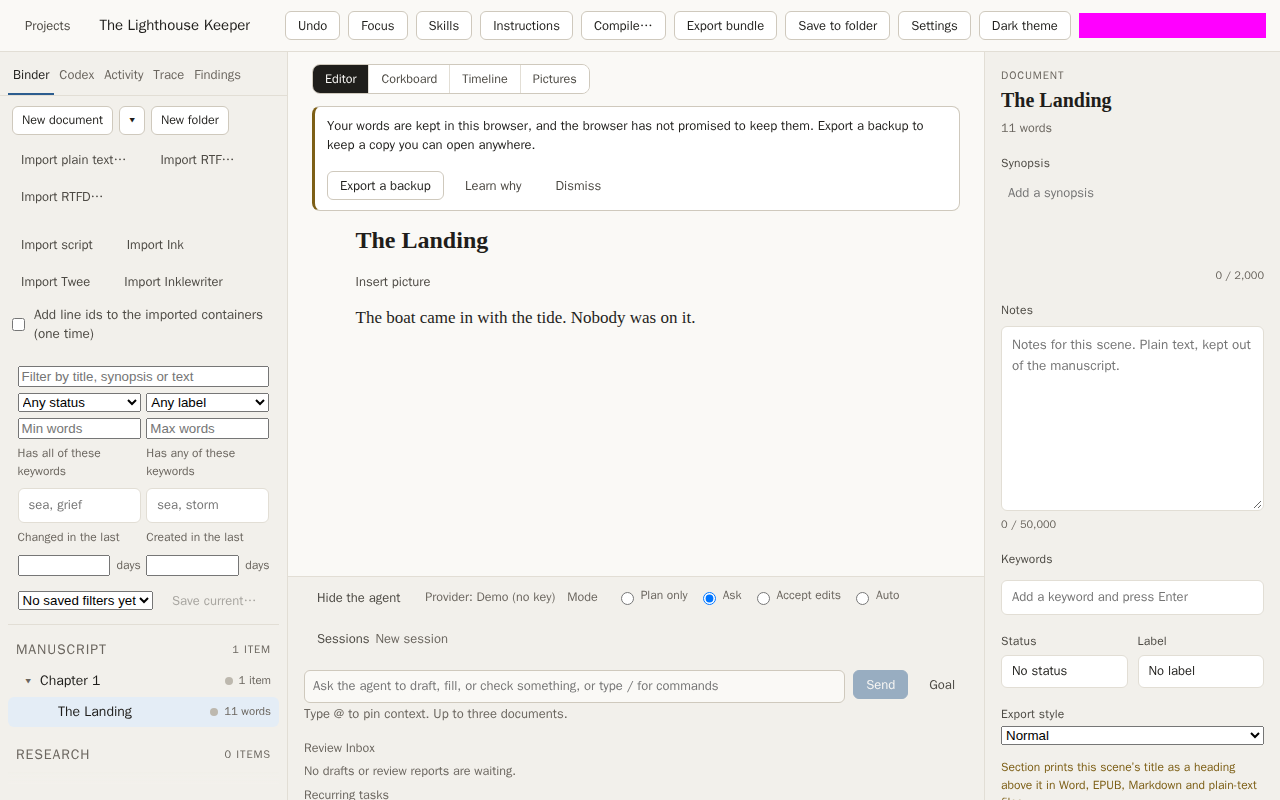 Projects
The Lighthouse Keeper
Undo
Focus
Skills
Instructions
Compile···
Export bundle
Save to folder
Settings
Dark theme
Binder
Codex
Activity
Trace
Findings
New document
New folder
Import plain text···
Import RTF···
Import RTFD···
Import script
Import Ink
Import Twee
Import Inklewriter
Add line ids to the imported containers
(one time)
Filter by title, synopsis or text
Any status
Any label
Min words
Max words
Has all of these
keywords
Has any of these
keywords
sea, grief
sea, storm
Changed in the last
Created in the last
days
days
No saved filters yet
Save current···
MANUSCRIPT
1 ITEM
Chapter 1
1 item
The Landing
11 words
RESEARCH
0 ITEMS
Editor
Corkboard
Timeline
Pictures
Your words are kept in this browser, and the browser has not promised to keep them. Export a backup to
keep a copy you can open anywhere.
Export a backup
Learn why
Dismiss
The Landing
Insert picture
The boat came in with the tide. Nobody was on it.
Hide the agent
Provider: Demo (no key)
Mode
Plan only
Ask
Accept edits
Auto
Sessions
New session
Ask the agent to draft, fill, or check something, or type / for commands
Send
Goal
Type @ to pin context. Up to three documents.
Review Inbox
No drafts or review reports are waiting.
Recurring tasks
DOCUMENT
The Landing
11 words
Synopsis
Add a synopsis
0 / 2,000
Notes
Notes for this scene. Plain text, kept out
of the manuscript.
0 / 50,000
Keywords
Add a keyword and press Enter
Status
Label
No status
No label
Export style
Normal
Section prints this scene's title as a heading
above it in Word, EPUB, Markdown and plain-text